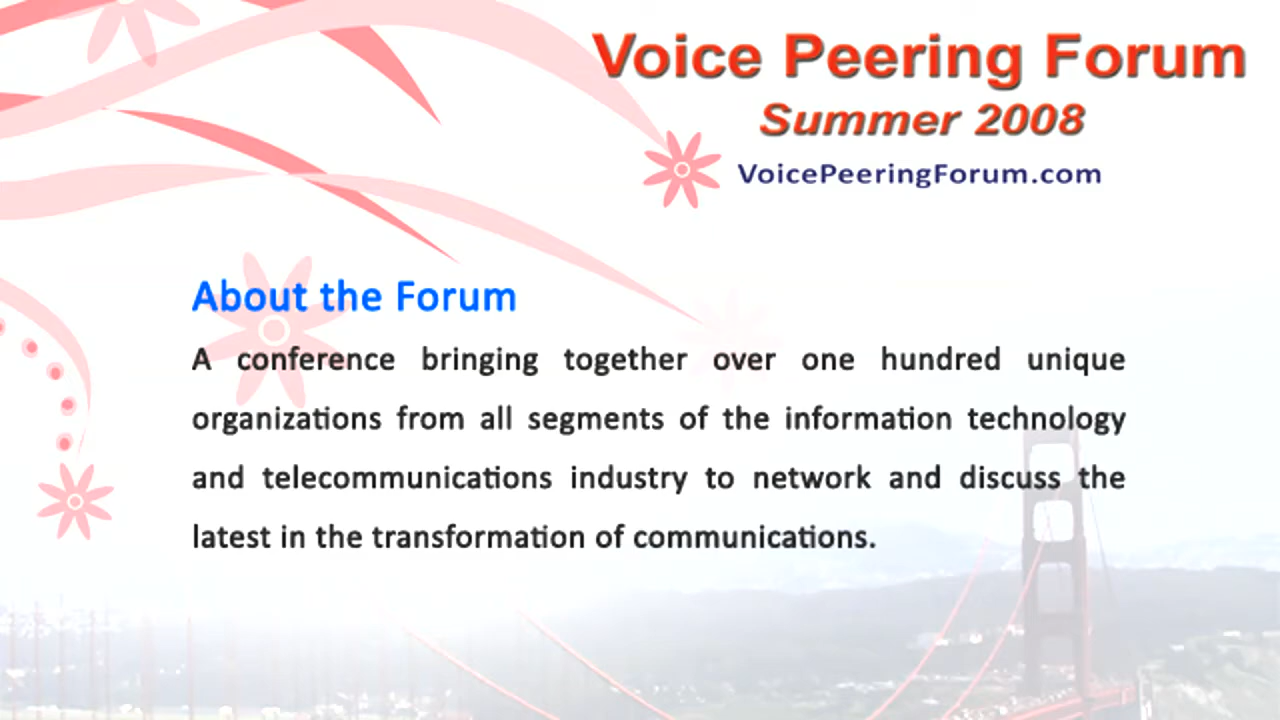 Voice Peering Forum
Summer 2008
VoicePeeringForum.com
About the Forum
A conference bringing together over one hundred unique
organizations from all segments of the information technology
and telecommunications industry to network and discuss the
latest in the transformation of communications.